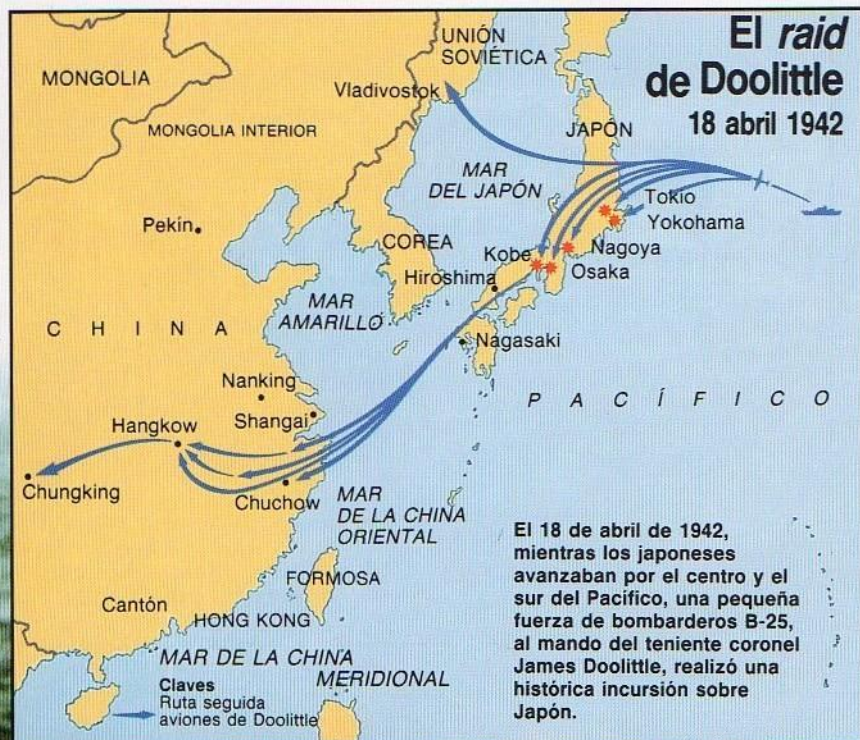 El raid
de Doolittle
18 abril 1942
UNIÓN
SOVIÉTICA
MONGOLIA
Vladivostok
MONGOLIA INTERIOR
JAPÓN
MAR
DEL JAPÓN
Tokio
Yokohama
Pekín
COREA
Kobe
Nagoya
Hiroshima
Osaka
MAR
AMARILLO
CHINA
Nagasaki
Nanking
PACÍFICO
Shangai
Hangkow
Chungking
Chuchow
MAR
DE LA CHINA
ORIENTAL
FORMOSA
Cantón
HONG KONG
MAR DE LA CHINA
MERIDIONAL
Claves
Ruta seguida
aviones de Doolittle
El 18 de abril de 1942,
mientras los japoneses
avanzaban por el centro y el
sur del Pacífico, una pequeña
fuerza de bombarderos B-25,
al mando del teniente coronel
James Doolittle, realizó una
histórica incursión sobre
Japón.